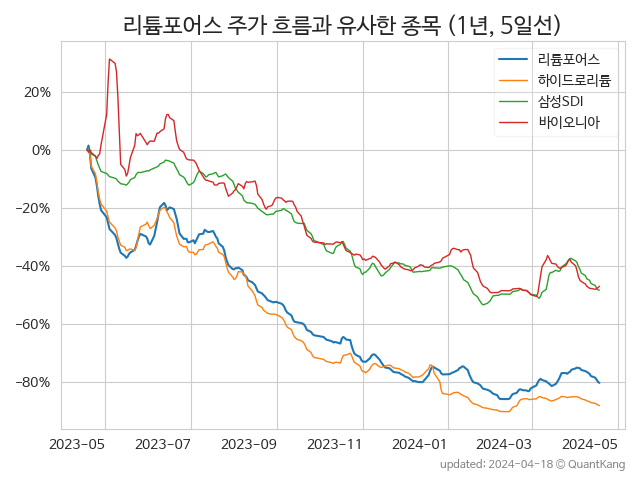 리튬포어스 주가 흐름과 유사한 종목 (1년, 5일선)
리튬포어스
하이드로리튬
삼성SDI
바이오니아
20%
0%
−20%
−40%
−60%
−80%
2023-05 2023-07 2023-09 2023-11 2024-01 2024-03 2024-05
updated: 2024-04-18 © QuantKang